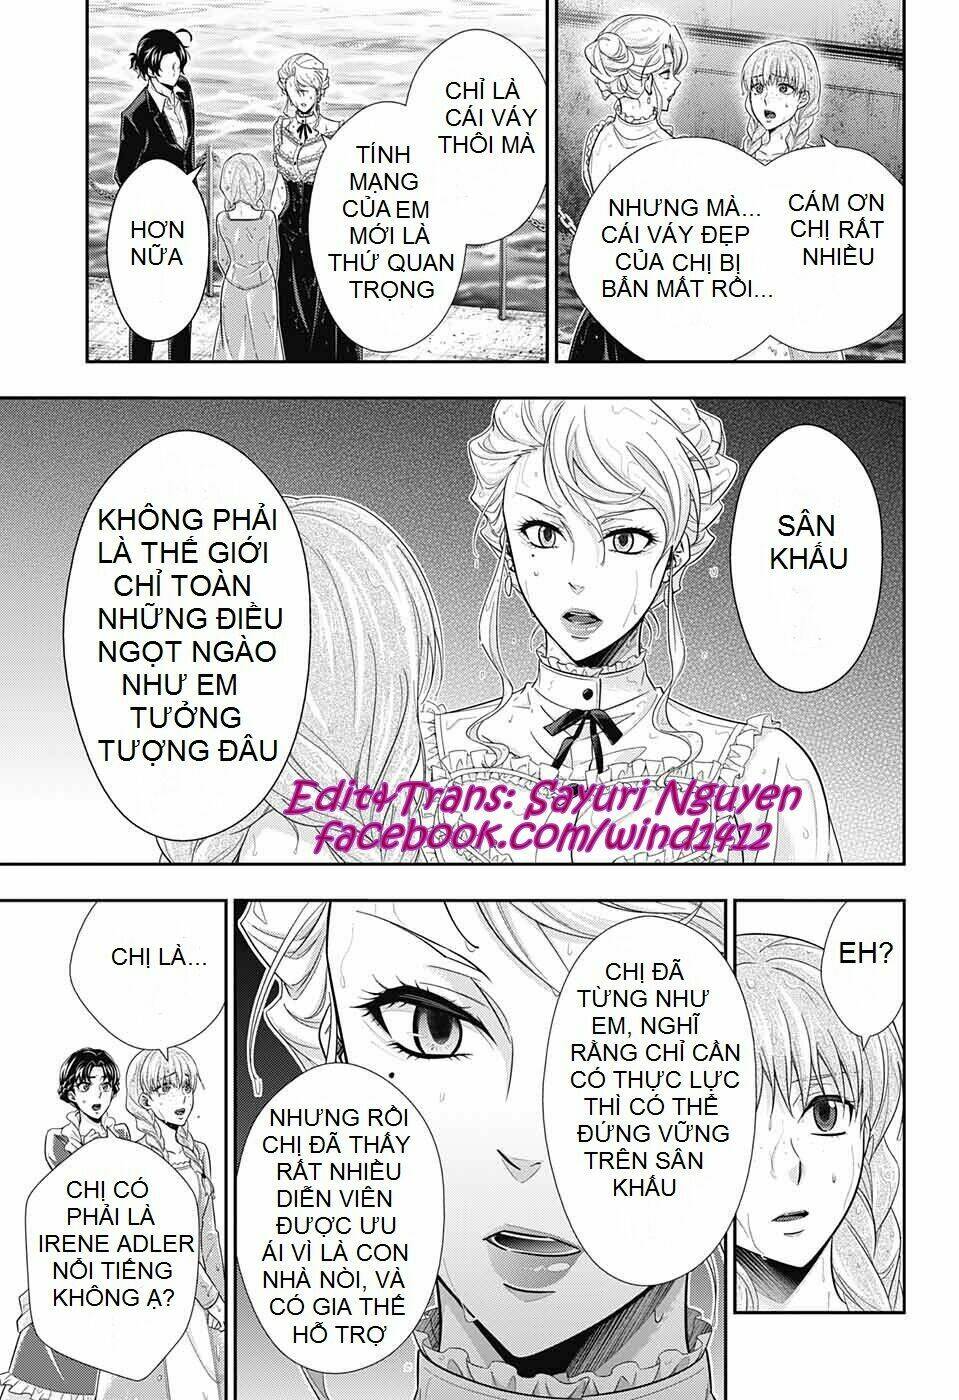 CÁM ƠN
CHỊ RẤT
NHIỀU
NHƯNG MÀ...
CÁI VÁY ĐẸP
CỦA CHỊ BỊ
BẨN MẤT RỒI...
CHỈ LÀ
CÁI VÁY
THÔI MÀ
TÍNH
MẠNG
CỦA EM
MỚI LÀ
THỨ QUAN
TRỌNG
HƠN
NỮA
SÂN
KHẤU
KHÔNG PHẢI
LÀ THẾ GIỚI
CHỈ TOÀN
NHỮNG ĐIỀU
NGỌT NGÀO
NHƯ EM
TƯỞNG
TƯỢNG ĐÂU
Edit&Trans: Sayuri Nguyen
facebook.com/wind1412
EH?
CHỊ ĐÃ
TỪNG NHƯ
EM, NGHĨ
RẰNG CHỈ CẦN
CÓ THỰC LỰC
THÌ CÓ THỂ
ĐỨNG VỮNG
TRÊN SÂN
KHẤU
NHƯNG RỒI
CHỊ ĐÃ THẤY
RẤT NHIỀU
DIỄN VIÊN
ĐƯỢC ƯU
ÁI VÌ LÀ CON
NHÀ NÒI, VÀ
CÓ GIA THẾ
HỖ TRỢ
CHỊ LÀ...
CHỊ CÓ
PHẢI LÀ
IRENE ADLER
NỔI TIẾNG
KHÔNG Ạ?